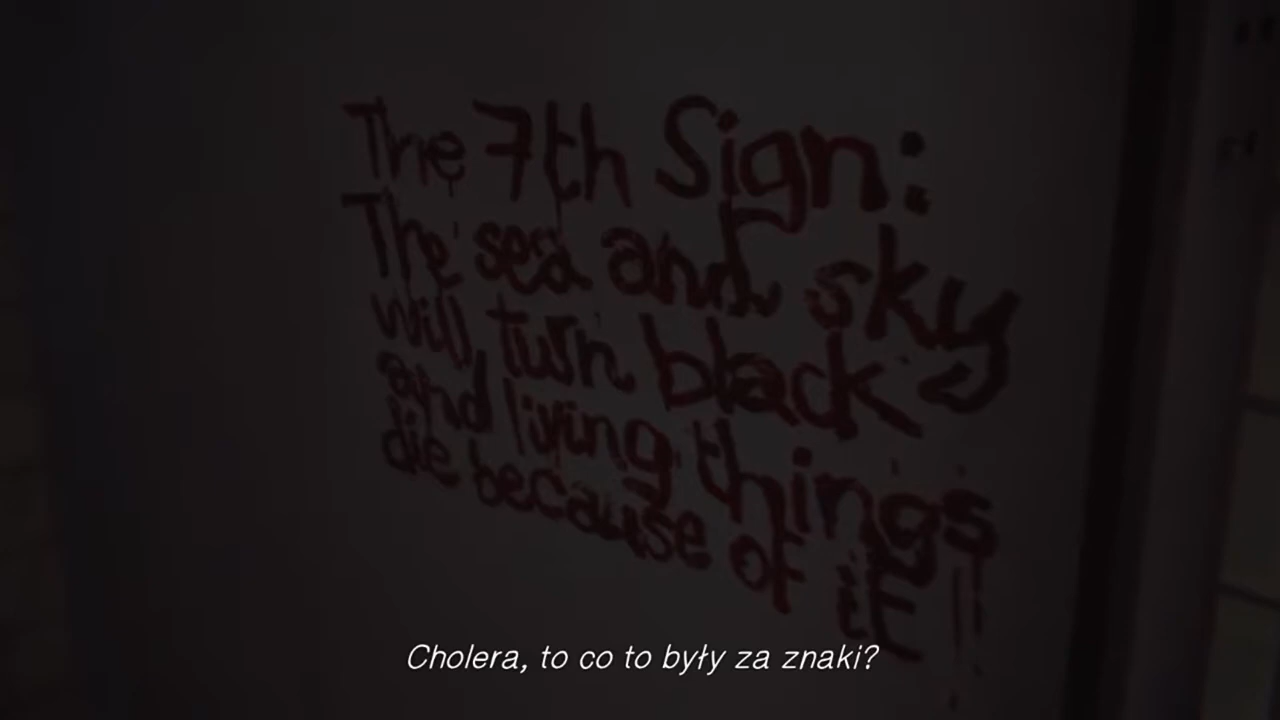 The 7th Sign:
The sea and sky
will turn black
and living things
die because of it
Cholera, to co to były za znaki?